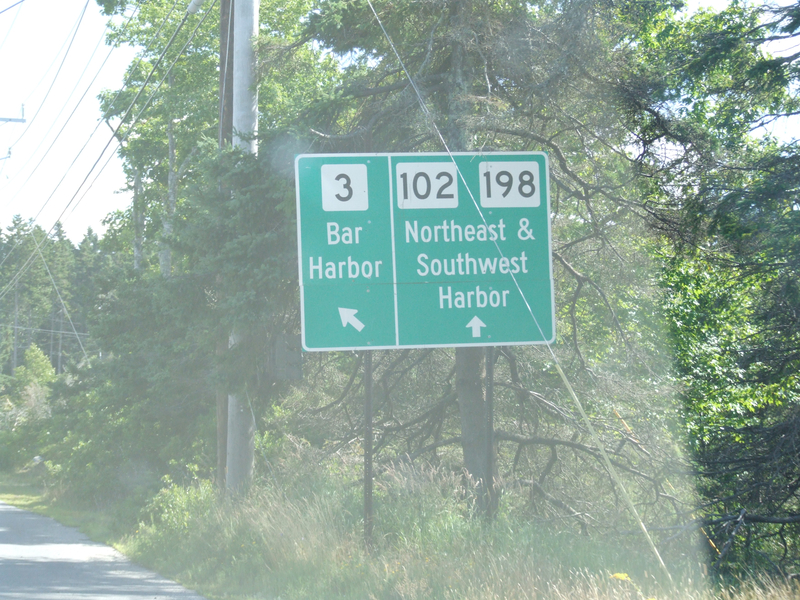 3
Bar
Harbor
102 198
Northeast &
Southwest
Harbor